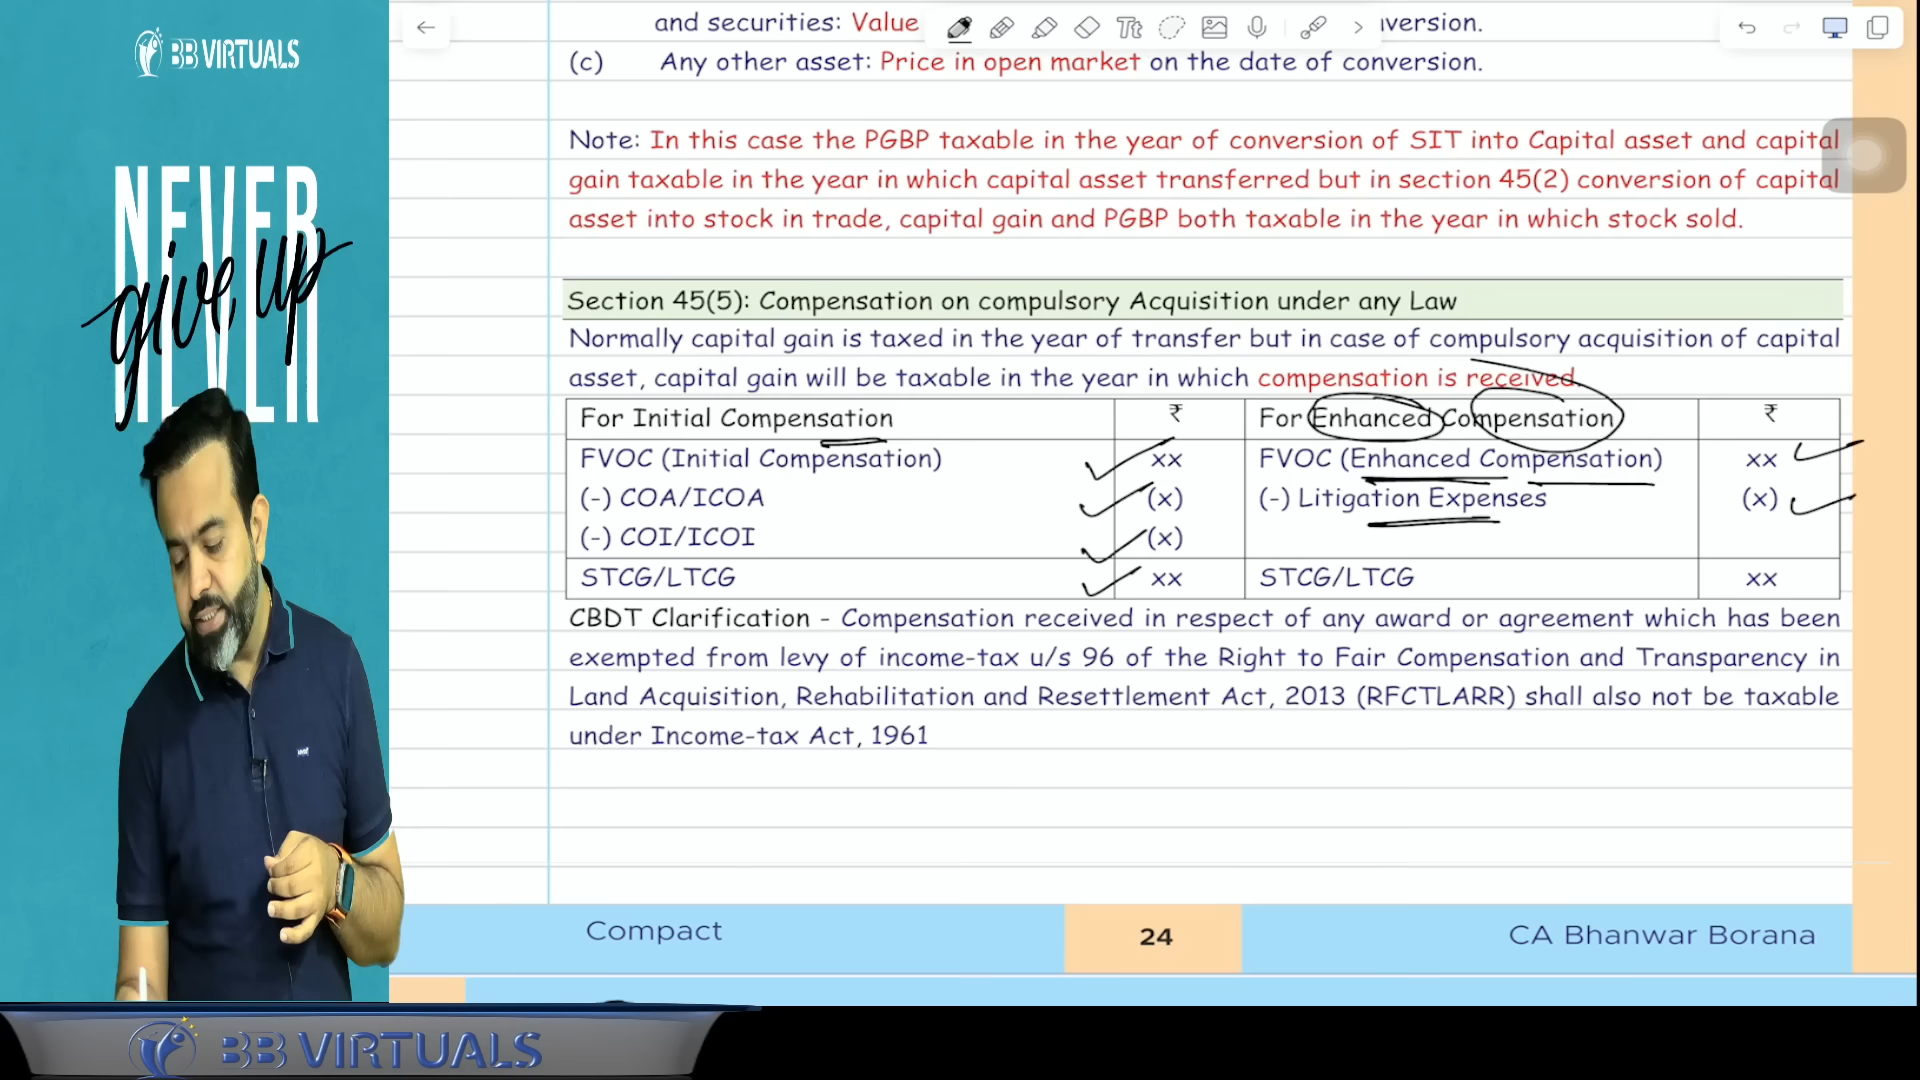 BB VIRTUALS
NEVER
give up
NEVER
and securities: Value
nversion.
(c) Any other asset: Price in open market on the date of conversion.
Note: In this case the PGBP taxable in the year of conversion of SIT into Capital asset and capital
gain taxable in the year in which capital asset transferred but in section 45(2) conversion of capital
asset into stock in trade, capital gain and PGBP both taxable in the year in which stock sold.
Section 45(5): Compensation on compulsory Acquisition under any Law
Normally capital gain is taxed in the year of transfer but in case of compulsory acquisition of capital
asset, capital gain will be taxable in the year in which compensation is received.
For Initial Compensation ₹ For Enhanced Compensation ₹
FVOC (Initial Compensation) xx FVOC (Enhanced Compensation) xx
(-) COA/ICOA (x) (-) Litigation Expenses (x)
(-) COI/ICOI (x)
STCG/LTCG xx STCG/LTCG xx
CBDT Clarification - Compensation received in respect of any award or agreement which has been
exempted from levy of income-tax u/s 96 of the Right to Fair Compensation and Transparency in
Land Acquisition, Rehabilitation and Resettlement Act, 2013 (RFCTLARR) shall also not be taxable
under Income-tax Act, 1961
Compact 24 CA Bhanwar Borana
BB VIRTUALS